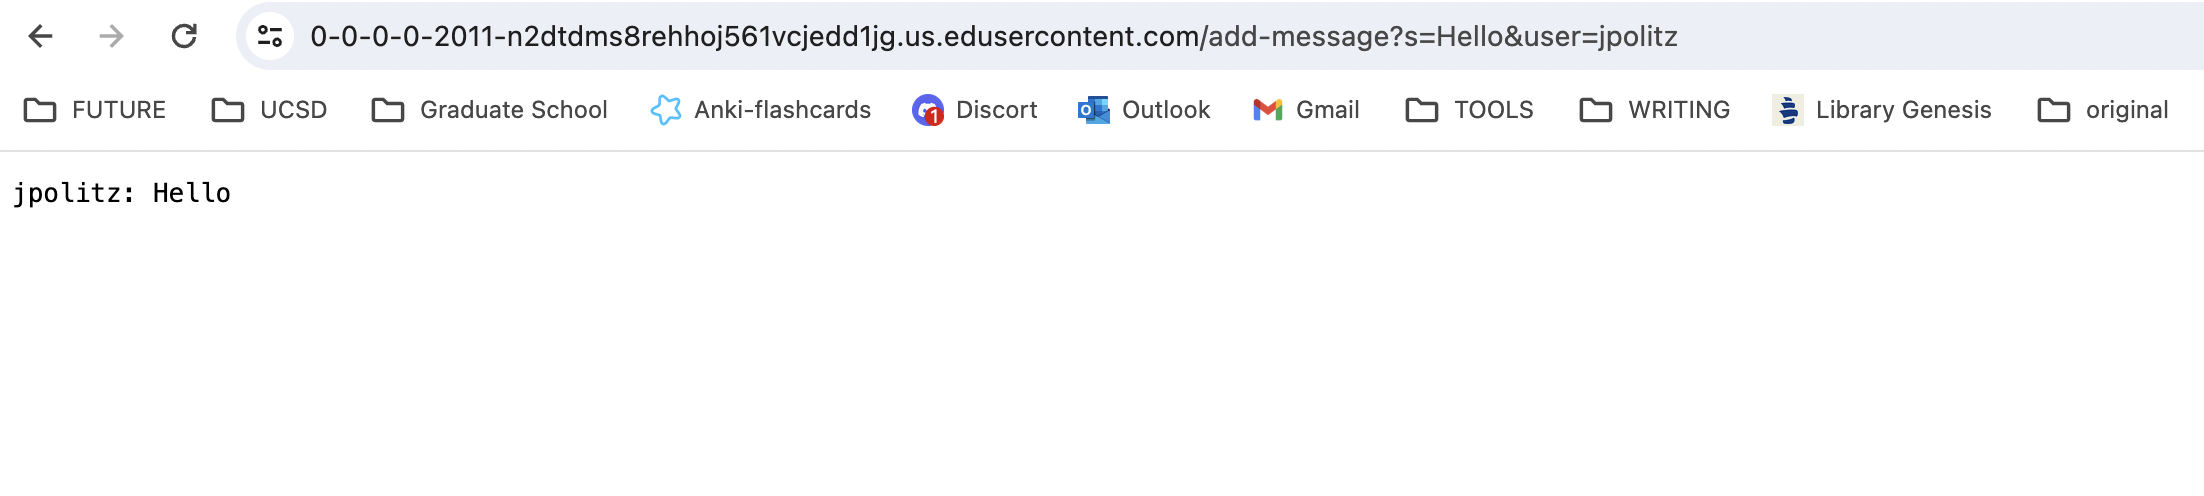 0-0-0-0-2011-n2dtdms8rehhoj561vcjedd1jg.us.edusercontent.com/add-message?s=Hello&user=jpolitz
FUTURE UCSD Graduate School Anki-flashcards 1 Discort Outlook Gmail TOOLS WRITING Library Genesis original
jpolitz: Hello